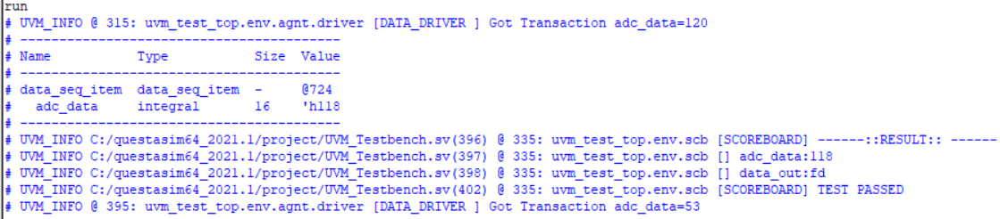 run
# UVM_INFO @ 315: uvm_test_top.env.agnt.driver [DATA_DRIVER ] Got Transaction adc_data=120
# ---------------------------------------
# Name          Type           Size  Value
# ---------------------------------------
# data_seq_item  data_seq_item  -     @724
#   adc_data     integral       16    'h118
# ---------------------------------------
# UVM_INFO C:/questasim64_2021.1/project/UVM_Testbench.sv(396) @ 335: uvm_test_top.env.scb [SCOREBOARD] ------::RESULT:: ------
# UVM_INFO C:/questasim64_2021.1/project/UVM_Testbench.sv(397) @ 335: uvm_test_top.env.scb [] adc_data:118
# UVM_INFO C:/questasim64_2021.1/project/UVM_Testbench.sv(398) @ 335: uvm_test_top.env.scb [] data_out:fd
# UVM_INFO C:/questasim64_2021.1/project/UVM_Testbench.sv(402) @ 335: uvm_test_top.env.scb [SCOREBOARD] TEST PASSED
# UVM_INFO @ 395: uvm_test_top.env.agnt.driver [DATA_DRIVER ] Got Transaction adc_data=53